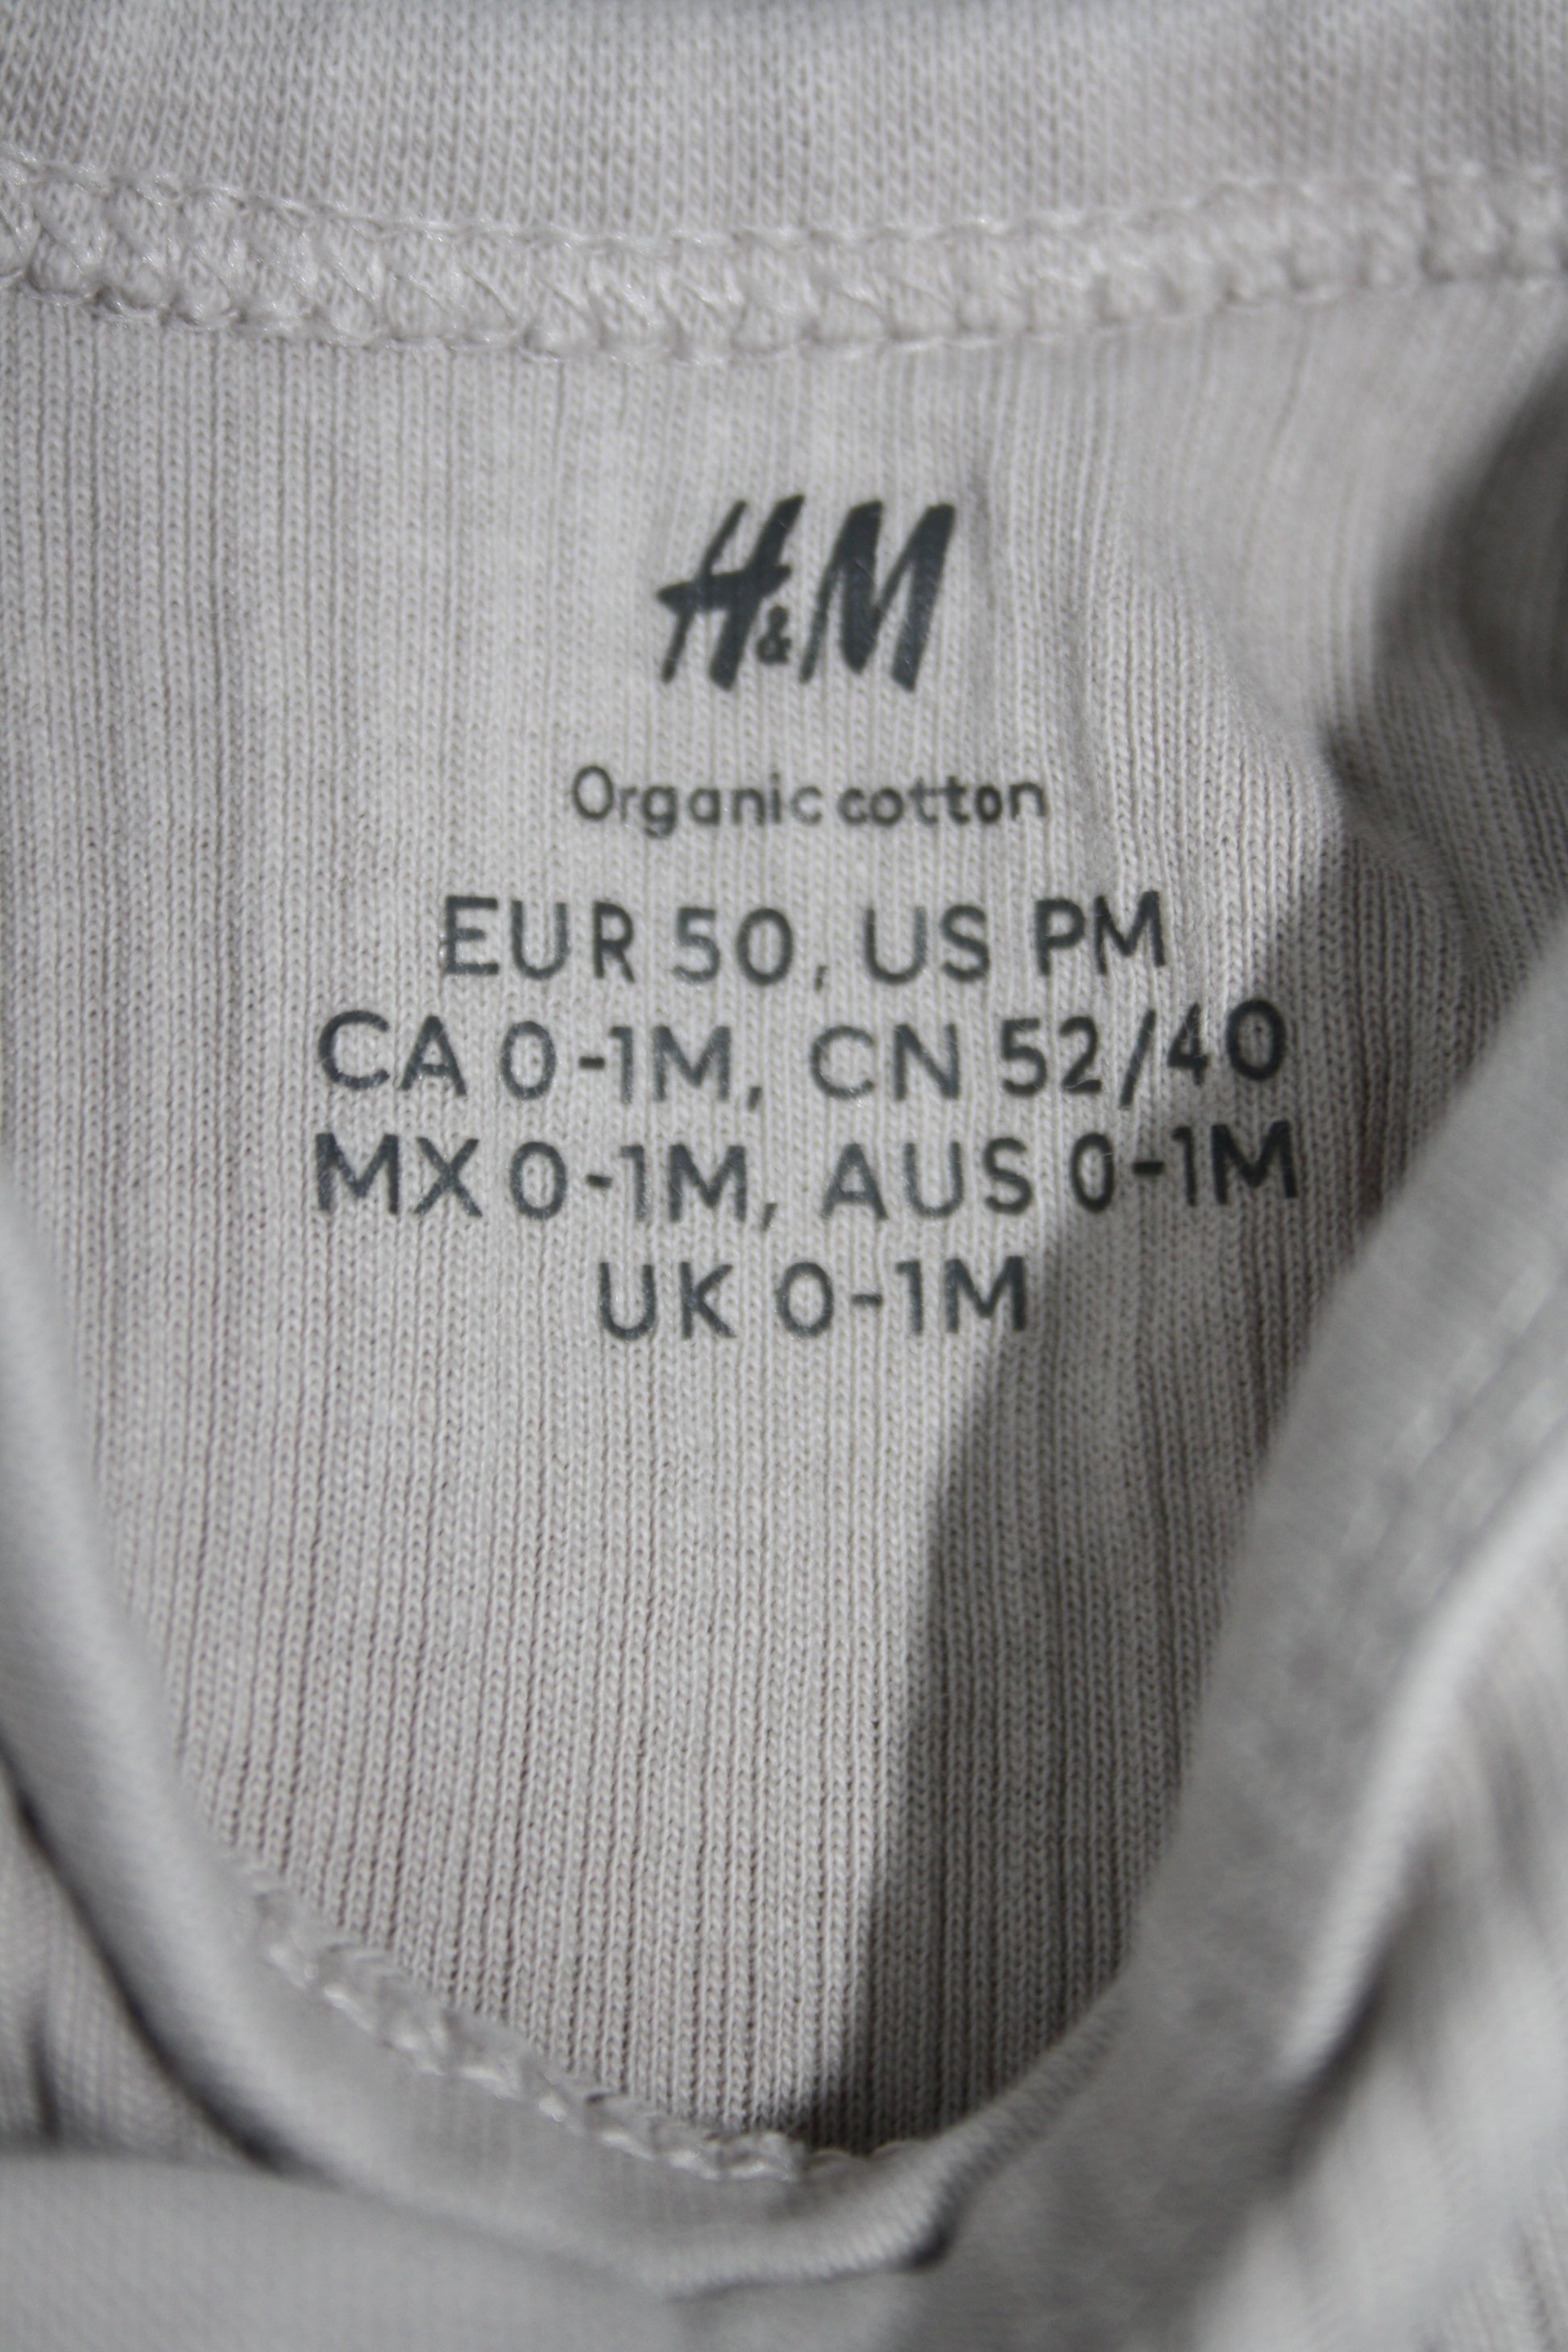 H&M
Organic cotton
EUR 50, US PM
CA 0-1M, CN 52/40
MX 0-1M, AUS 0-1M
UK 0-1M